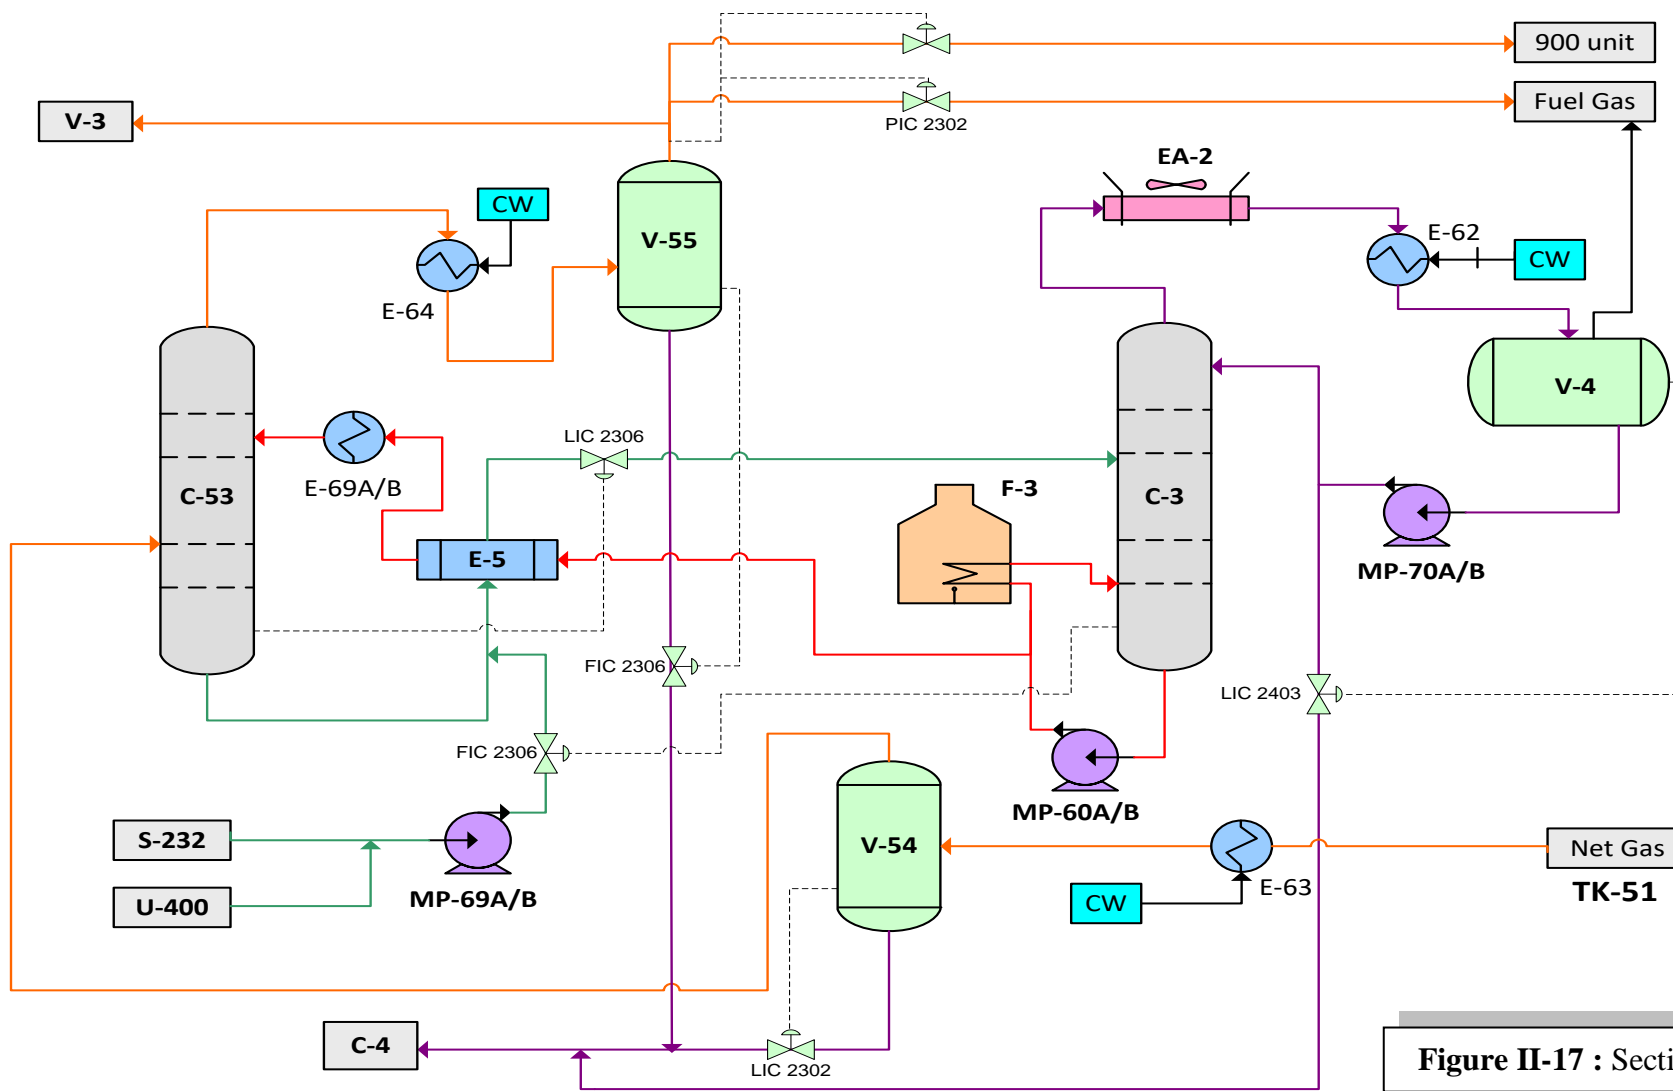 900 unit
V-3
Fuel Gas
PIC 2302
EA-2
CW
V-55
E-62
CW
E-64
V-4
LIC 2306
F-3
E-69A/B
C-53
C-3
E-5
MP-70A/B
FIC 2306
LIC 2403
FIC 2306
MP-60A/B
S-232
V-54
Net Gas
E-63
MP-69A/B
TK-51
U-400
CW
C-4
LIC 2302
Figure II-17 : Secti